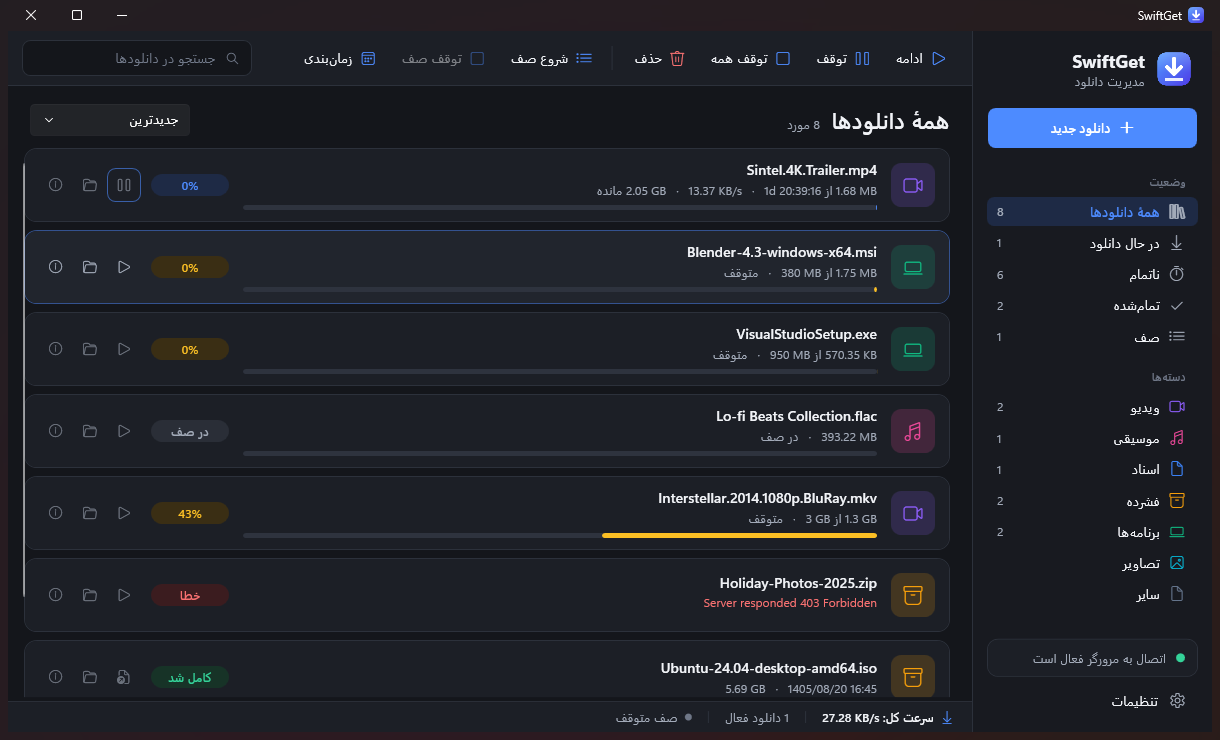 SwiftGet
SwiftGet
مدیریت دانلود
دانلود جدید
وضعیت
همهٔ دانلودها 8
در حال دانلود 1
ناتمام 6
تمام‌شده 2
صف 1
دسته‌ها
ویدیو 2
موسیقی 1
اسناد 1
فشرده 2
برنامه‌ها 2
تصاویر
سایر
اتصال به مرورگر فعال است
تنظیمات
ادامه توقف توقف همه حذف شروع صف توقف صف زمان‌بندی جستجو در دانلودها
همهٔ دانلودها 8 مورد جدیدترین
Sintel.4K.Trailer.mp4
1.68 MB از 2.05 GB · 13.37 KB/s · 1d 20:39:16 مانده
0%
Blender-4.3-windows-x64.msi
1.75 MB از 380 MB · متوقف
0%
VisualStudioSetup.exe
570.35 KB از 950 MB · متوقف
0%
Lo-fi Beats Collection.flac
393.22 MB · در صف
در صف
Interstellar.2014.1080p.BluRay.mkv
1.3 GB از 3 GB · متوقف
43%
Holiday-Photos-2025.zip
Server responded 403 Forbidden
خطا
Ubuntu-24.04-desktop-amd64.iso
5.69 GB · 1405/08/20 16:45
کامل شد
سرعت کل: 27.28 KB/s 1 دانلود فعال صف متوقف